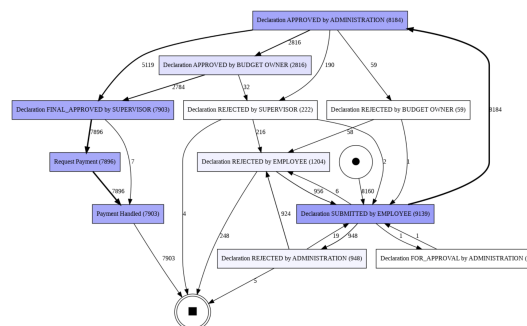 Declaration APPROVED by ADMINISTRATION (8184)
5119
2816
190
59
Declaration APPROVED by BUDGET OWNER (2816)
2784
32
8184
Declaration FINAL_APPROVED by SUPERVISOR (7903)
Declaration REJECTED by SUPERVISOR (222)
Declaration REJECTED by BUDGET OWNER (59)
7896
7
216
58
2
1
Request Payment (7896)
Declaration REJECTED by EMPLOYEE (1204)
7896
956
6
8160
Payment Handled (7903)
4
924
Declaration SUBMITTED by EMPLOYEE (9139)
248
19
948
1
1
7903
Declaration REJECTED by ADMINISTRATION (948)
Declaration FOR_APPROVAL by ADMINISTRATION (
5